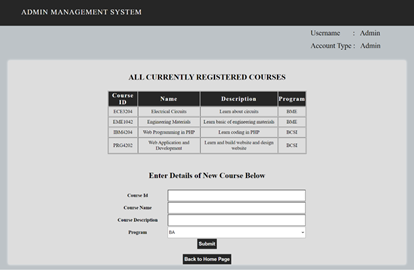 ADMIN MANAGEMENT SYSTEM
Username : Admin
Account Type : Admin
ALL CURRENTLY REGISTERED COURSES
Course ID Name Description Program
ECE3204 Electrical Circuits Learn about circuits BME
EME1042 Engineering Materials Learn basic of engineering materials BME
IBM4204 Web Programming in PHP Learn coding in PHP BCSI
PRG4202 Web Application and Development Learn and build website and design website BCSI
Enter Details of New Course Below
Course Id
Course Name
Course Description
Program BA
Submit
Back to Home Page